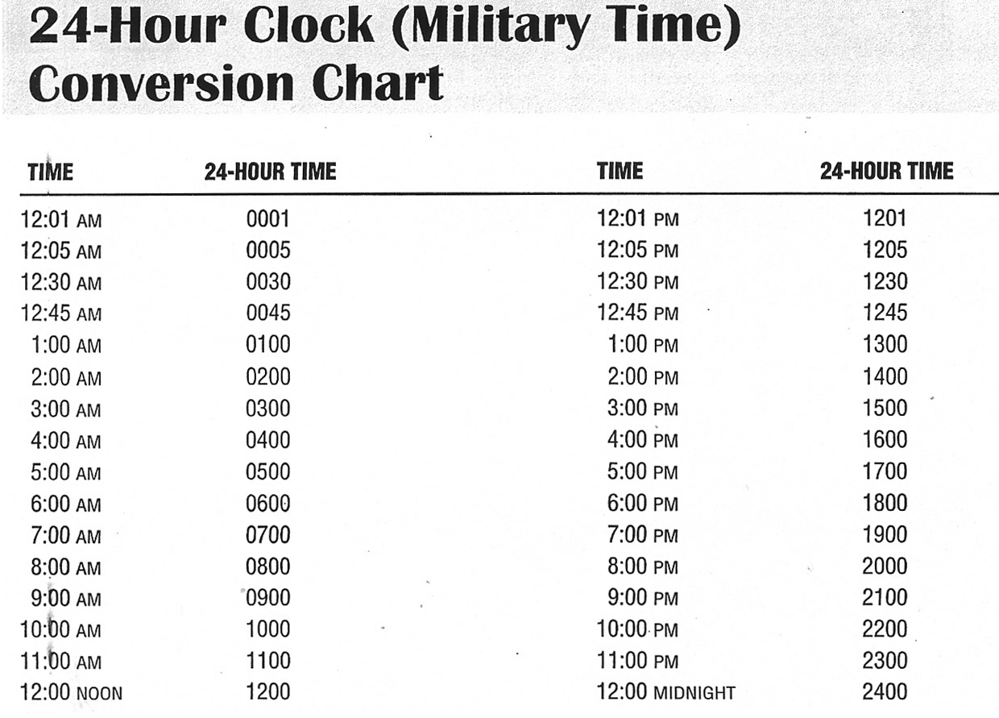 24-Hour Clock (Military Time)
Conversion Chart
TIME 24-HOUR TIME TIME 24-HOUR TIME
12:01 AM 0001 12:01 PM 1201
12:05 AM 0005 12:05 PM 1205
12:30 AM 0030 12:30 PM 1230
12:45 AM 0045 12:45 PM 1245
1:00 AM 0100 1:00 PM 1300
2:00 AM 0200 2:00 PM 1400
3:00 AM 0300 3:00 PM 1500
4:00 AM 0400 4:00 PM 1600
5:00 AM 0500 5:00 PM 1700
6:00 AM 0600 6:00 PM 1800
7:00 AM 0700 7:00 PM 1900
8:00 AM 0800 8:00 PM 2000
9:00 AM 0900 9:00 PM 2100
10:00 AM 1000 10:00 PM 2200
11:00 AM 1100 11:00 PM 2300
12:00 NOON 1200 12:00 MIDNIGHT 2400